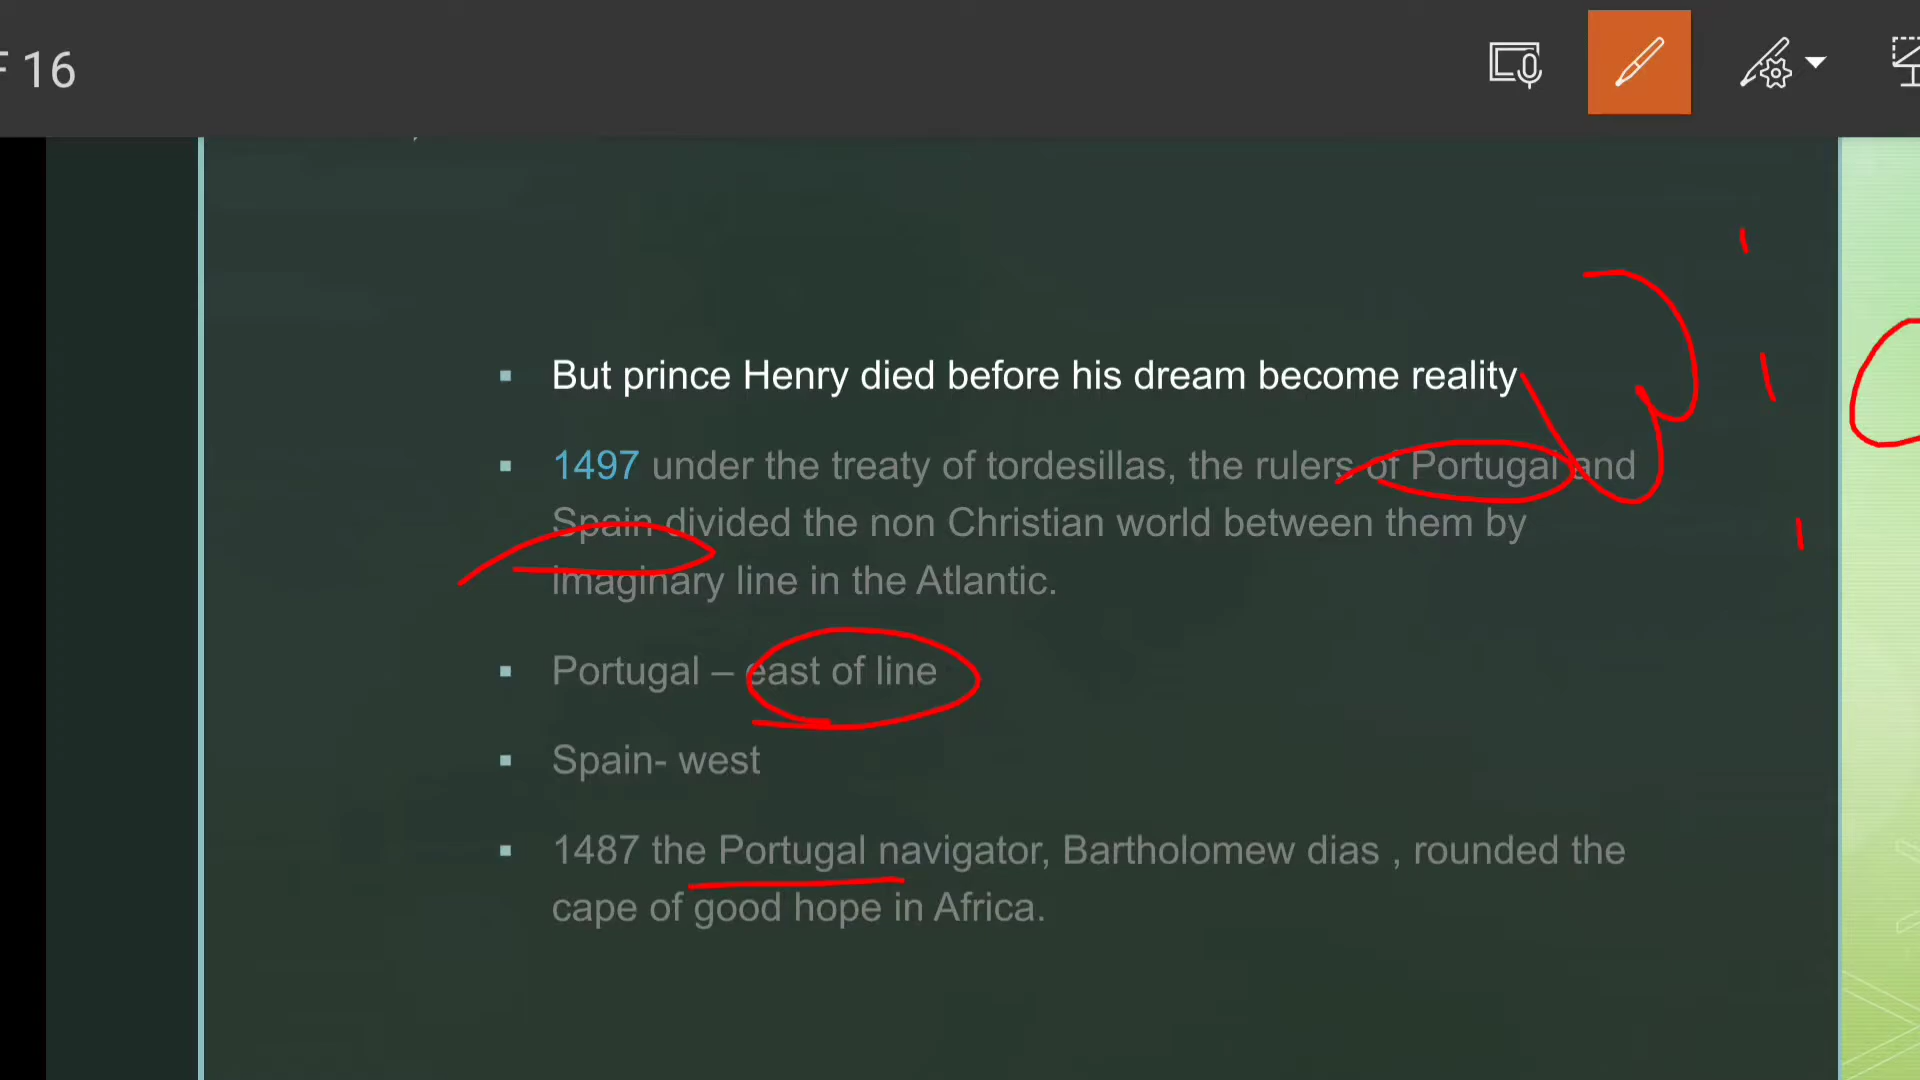 16
But prince Henry died before his dream become reality
1497 under the treaty of tordesillas, the rulers of Portugal and
Spain divided the non Christian world between them by
imaginary line in the Atlantic.
Portugal – east of line
Spain- west
1487 the Portugal navigator, Bartholomew dias , rounded the
cape of good hope in Africa.